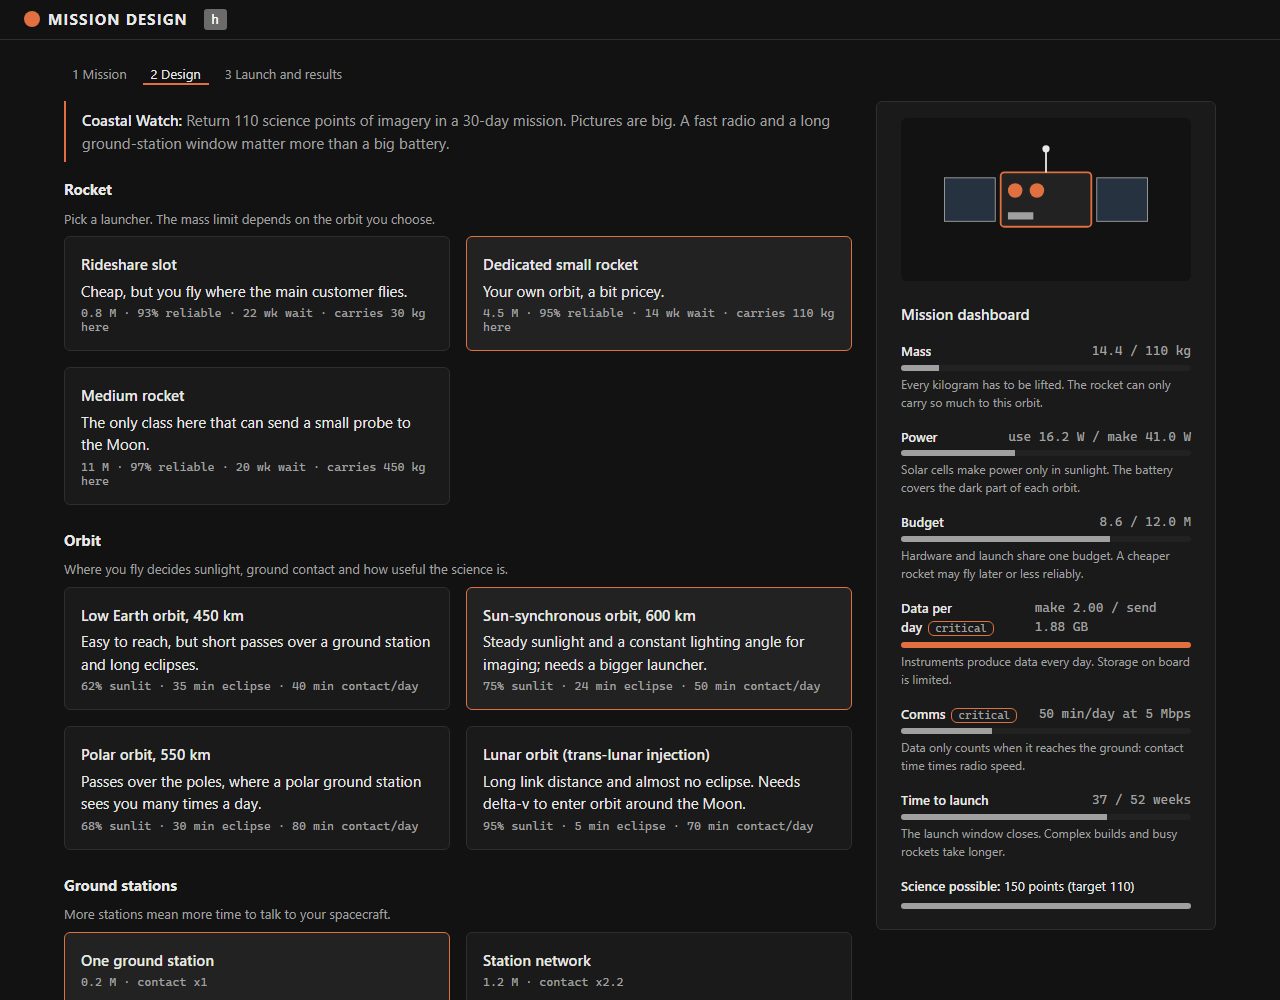 MISSION DESIGN h
1 Mission 2 Design 3 Launch and results
Coastal Watch: Return 110 science points of imagery in a 30-day mission. Pictures are big. A fast radio and a long
ground-station window matter more than a big battery.
Rocket
Pick a launcher. The mass limit depends on the orbit you choose.
Rideshare slot
Cheap, but you fly where the main customer flies.
0.8 M · 93% reliable · 22 wk wait · carries 30 kg
here
Dedicated small rocket
Your own orbit, a bit pricey.
4.5 M · 95% reliable · 14 wk wait · carries 110 kg
here
Medium rocket
The only class here that can send a small probe to
the Moon.
11 M · 97% reliable · 20 wk wait · carries 450 kg
here
Orbit
Where you fly decides sunlight, ground contact and how useful the science is.
Low Earth orbit, 450 km
Easy to reach, but short passes over a ground station
and long eclipses.
62% sunlit · 35 min eclipse · 40 min contact/day
Sun-synchronous orbit, 600 km
Steady sunlight and a constant lighting angle for
imaging; needs a bigger launcher.
75% sunlit · 24 min eclipse · 50 min contact/day
Polar orbit, 550 km
Passes over the poles, where a polar ground station
sees you many times a day.
68% sunlit · 30 min eclipse · 80 min contact/day
Lunar orbit (trans-lunar injection)
Long link distance and almost no eclipse. Needs
delta-v to enter orbit around the Moon.
95% sunlit · 5 min eclipse · 70 min contact/day
Ground stations
More stations mean more time to talk to your spacecraft.
One ground station
0.2 M · contact x1
Station network
1.2 M · contact x2.2
Mission dashboard
Mass 14.4 / 110 kg
Every kilogram has to be lifted. The rocket can only
carry so much to this orbit.
Power use 16.2 W / make 41.0 W
Solar cells make power only in sunlight. The battery
covers the dark part of each orbit.
Budget 8.6 / 12.0 M
Hardware and launch share one budget. A cheaper
rocket may fly later or less reliably.
Data per make 2.00 / send
day critical 1.88 GB
Instruments produce data every day. Storage on board
is limited.
Comms critical 50 min/day at 5 Mbps
Data only counts when it reaches the ground: contact
time times radio speed.
Time to launch 37 / 52 weeks
The launch window closes. Complex builds and busy
rockets take longer.
Science possible: 150 points (target 110)